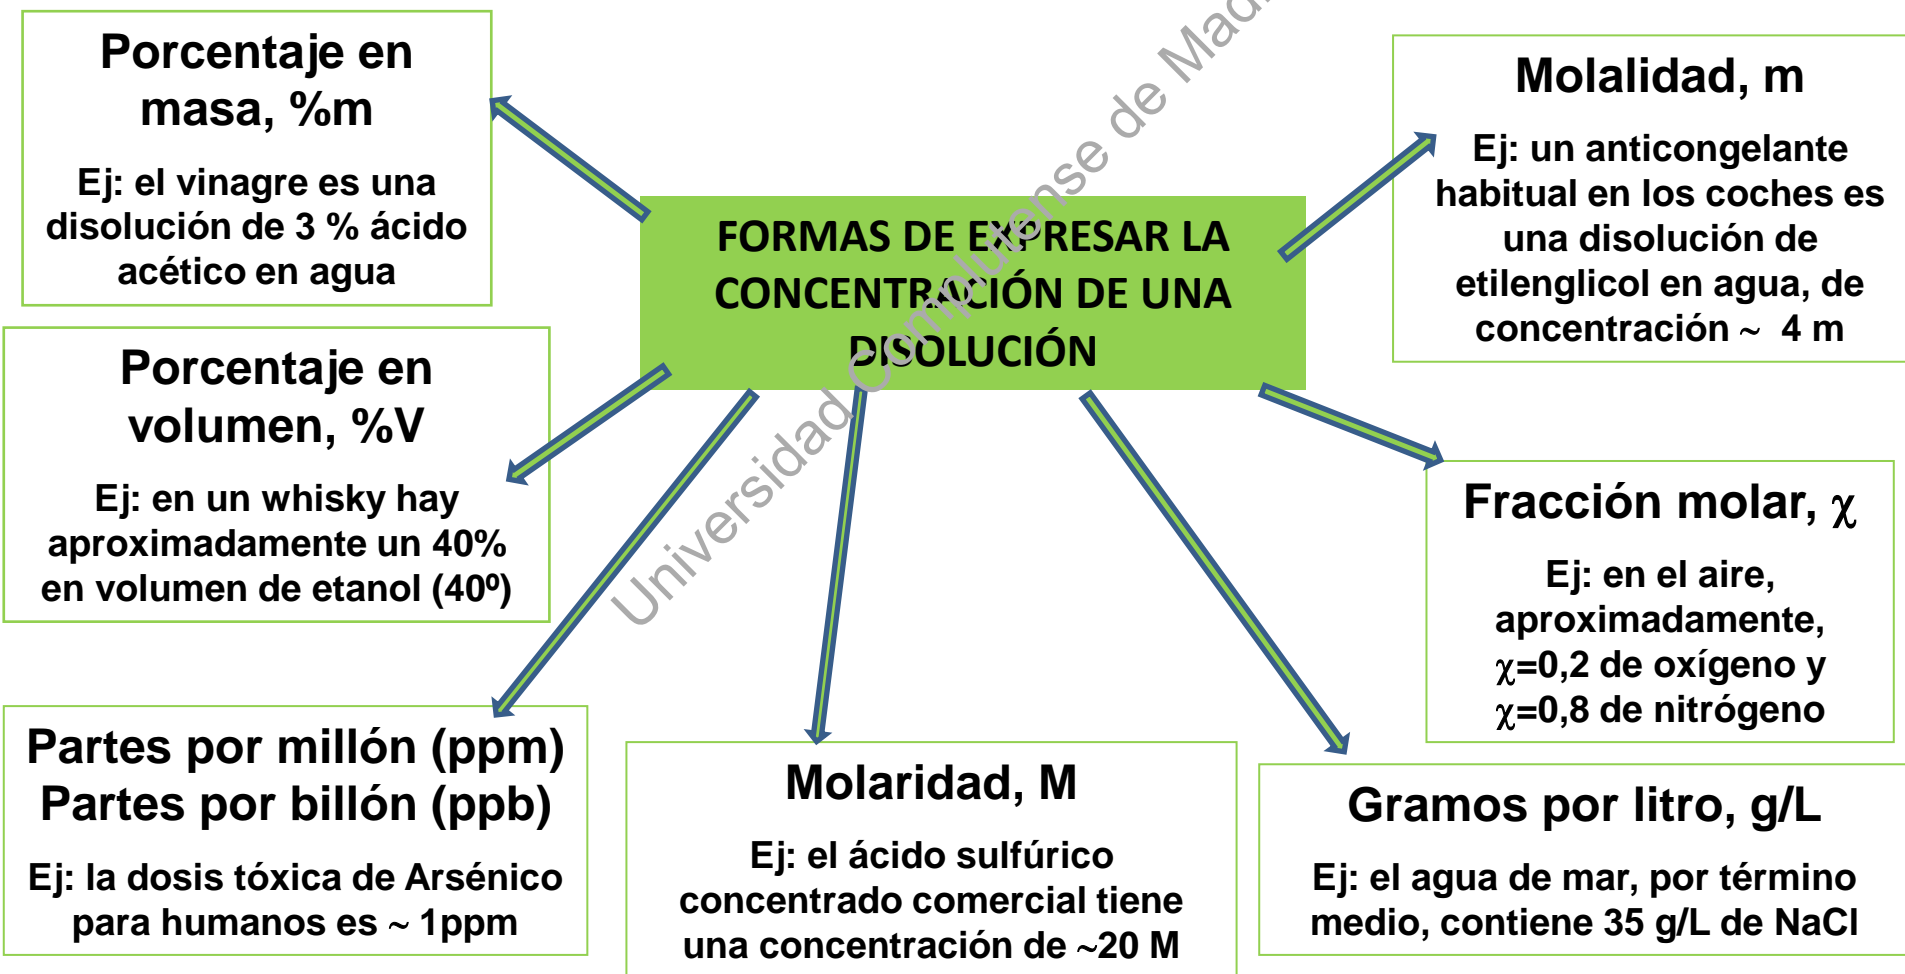 Porcentaje en
masa, %m
Ej: el vinagre es una
disolución de 3 % ácido
acético en agua
Porcentaje en
volumen, %V
Ej: en un whisky hay
aproximadamente un 40%
en volumen de etanol (40º)
Partes por millón (ppm)
Partes por billón (ppb)
Ej: la dosis tóxica de Arsénico
para humanos es ~ 1ppm
FORMAS DE EXPRESAR LA
CONCENTRACIÓN DE UNA
DISOLUCIÓN
Universidad Complutense de
Molaridad, M
Ej: el ácido sulfúrico
concentrado comercial tiene
una concentración de ~20 M
Molalidad, m
Ej: un anticongelante
habitual en los coches es
una disolución de
etilenglicol en agua, de
concentración ~ 4 m
Fracción molar, χ
Ej: en el aire,
aproximadamente,
χ=0,2 de oxígeno y
χ=0,8 de nitrógeno
Gramos por litro, g/L
Ej: el agua de mar, por término
medio, contiene 35 g/L de NaCl